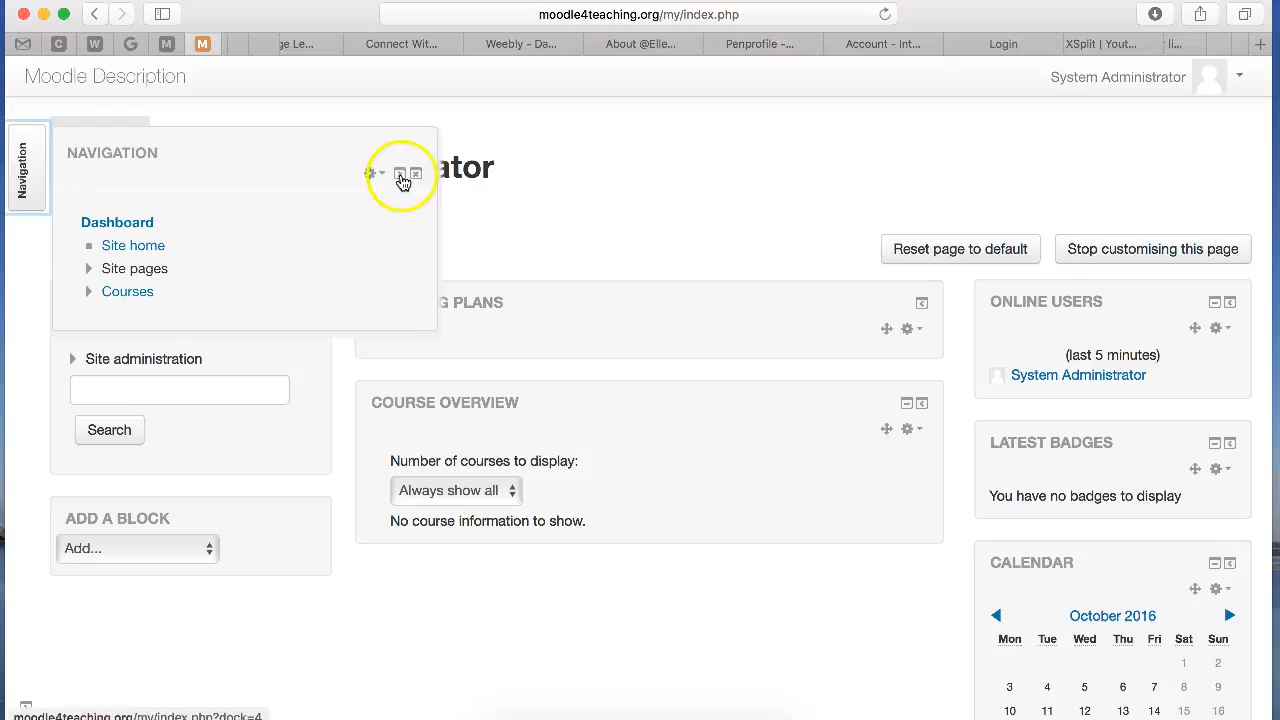 moodle4teaching.org/my/index.php
C
W
G
M
M
ge Le...
Connect Wit...
Weebly - Da...
About @Elle...
Penprofile -...
Account - Int...
Login
XSplit | Yout...
li...
Moodle Description
System Administrator
Navigation
NAVIGATION
ator
Dashboard
Site home
Site pages
Courses
Reset page to default
Stop customising this page
G PLANS
ONLINE USERS
(last 5 minutes)
System Administrator
Site administration
Search
COURSE OVERVIEW
Number of courses to display:
Always show all
No course information to show.
LATEST BADGES
You have no badges to display
ADD A BLOCK
Add...
CALENDAR
October 2016
Mon Tue Wed Thu Fri Sat Sun
1 2
3 4 5 6 7 8 9
10 11 12 13 14 15 16
moodle4teaching.org/my/index.php?dock=4